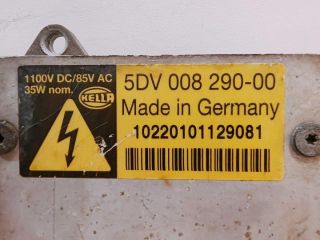 1100V DC/85V AC
35W nom.
HELLA
5DV 008 290-00
Made in Germany
10220101129081